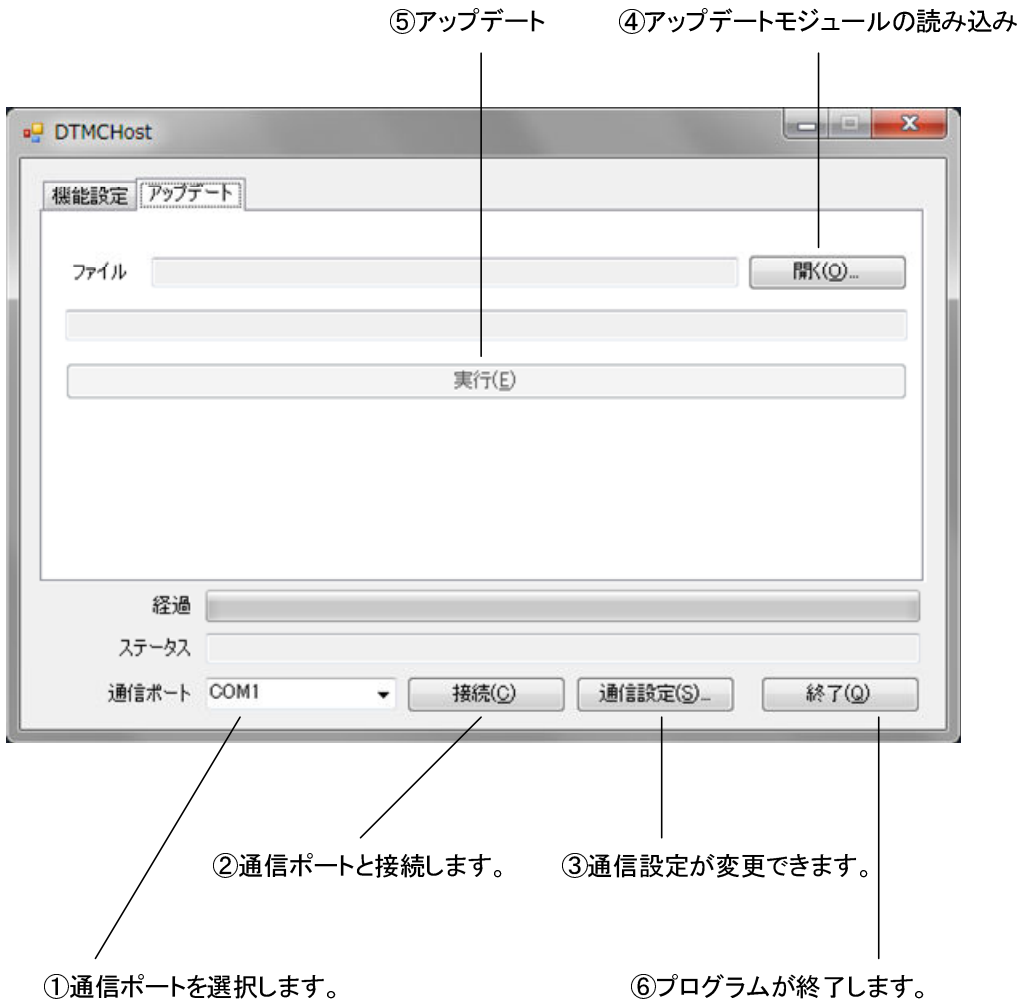 ⑤アップデート
④アップデートモジュールの読み込み
DTMCHost
機能設定
アップデート
ファイル
開く(O)...
実行(E)
経過
ステータス
通信ポート
COM1
接続(C)
通信設定(S)...
終了(Q)
②通信ポートと接続します。
③通信設定が変更できます。
①通信ポートを選択します。
⑥プログラムが終了します。